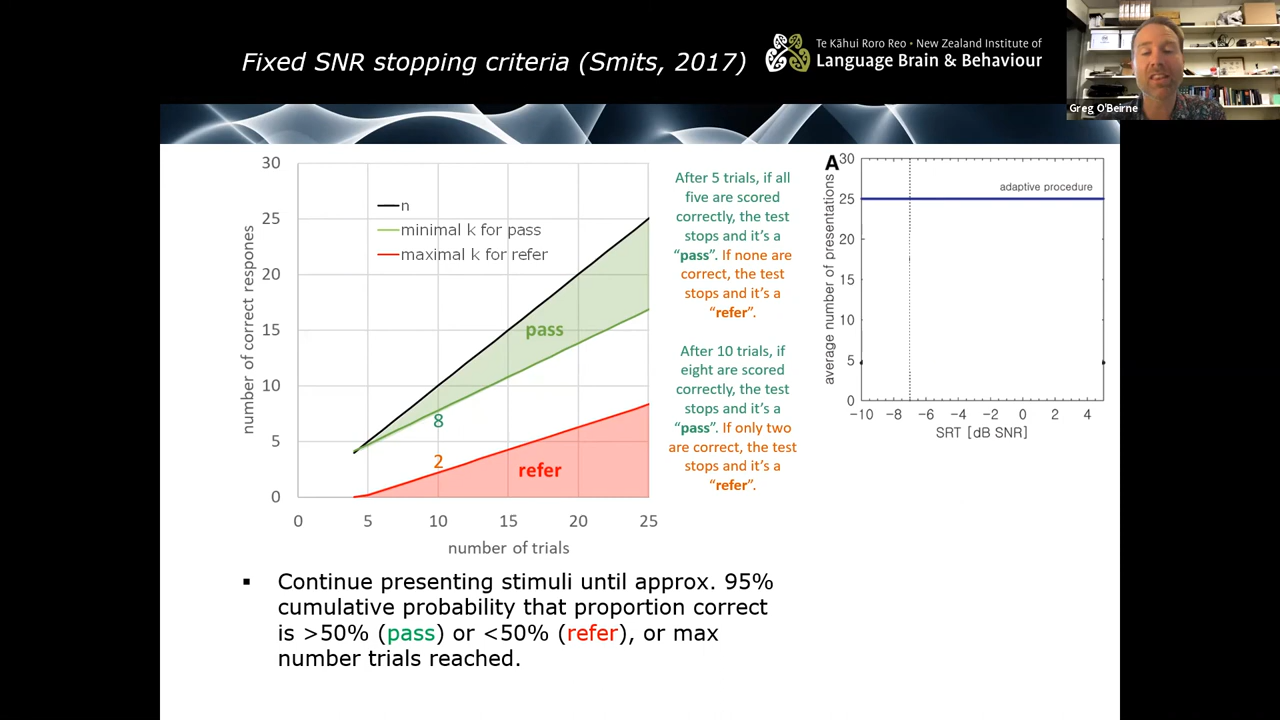 Fixed SNR stopping criteria (Smits, 2017)
Te Kāhui Roro Reo • New Zealand Institute of
Language Brain & Behaviour
Greg O'Beirne
30
25
20
15
10
5
0
number of correct respones
n
minimal k for pass
maximal k for refer
pass
8
2
refer
0 5 10 15 20 25
number of trials
After 5 trials, if all
five are scored
correctly, the test
stops and it's a
“pass”. If none are
correct, the test
stops and it's a
“refer”.
After 10 trials, if
eight are scored
correctly, the test
stops and it's a
“pass”. If only two
are correct, the test
stops and it's a
“refer”.
A
30
25
20
15
10
5
0
average number of presentations
adaptive procedure
−10 −8 −6 −4 −2 0 2 4
SRT [dB SNR]
▪ Continue presenting stimuli until approx. 95%
cumulative probability that proportion correct
is >50% (pass) or <50% (refer), or max
number trials reached.